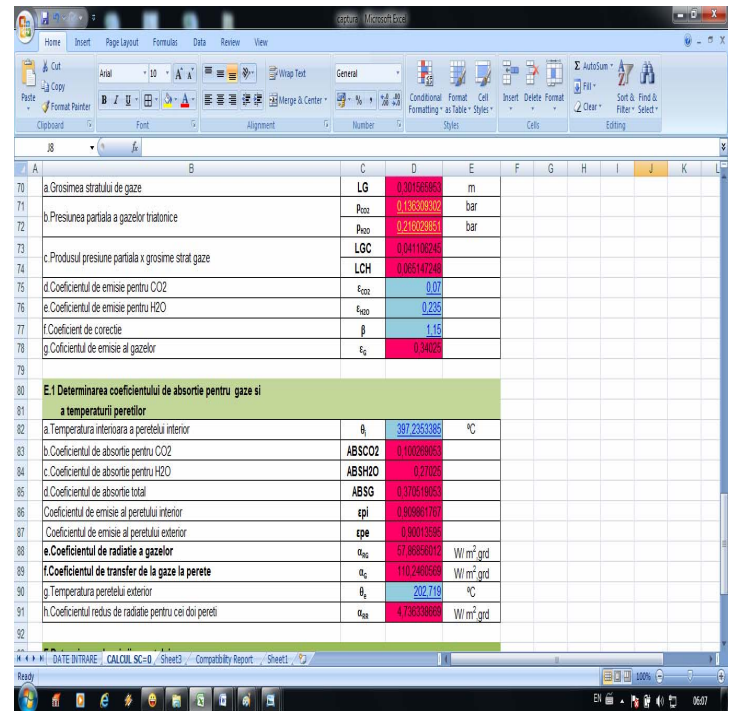 captura - Microsoft Excel
Home Insert Page Layout Formulas Data Review View
Cut
Copy
Format Painter
Paste
Clipboard
Arial 10
B I U
Font
Wrap Text
Merge & Center
Alignment
General
Number
Conditional Formatting
Format as Table
Cell Styles
Styles
Insert Delete Format
Cells
AutoSum
Fill
Clear
Sort & Filter
Find & Select
Editing
J8 fx
A B C D E F G H I J K L
70 a.Grosimea stratului de gaze LG 0,301565953 m
71 b.Presiunea partiala a gazelor triatonice pCO2 0,136309302 bar
72 pH2O 0,216029851 bar
73 c.Produsul presiune partiala x grosime strat gaze LGC 0,041106245
74 LCH 0,065147248
75 d.Coeficientul de emisie pentru CO2 εCO2 0,07
76 e.Coeficientul de emisie pentru H2O εH2O 0,235
77 f.Coeficient de corectie β 1,15
78 g.Coficientul de emisie al gazelor εG 0,34025
79
80 E.1 Determinarea coeficientului de absortie pentru gaze si
81 a temperaturii peretilor
82 a.Temperatura interioara a peretelui interior θi 397,2353385 ºC
83 b.Coeficientul de absortie pentru CO2 ABSCO2 0,100269053
84 c.Coeficientul de absortie pentru H2O ABSH2O 0,27025
85 d.Coeficientul de absortie total ABSG 0,370519053
86 Coeficientul de emisie al peretului interior επi 0,909861767
87 Coeficientul de emisie al peretului exterior επe 0,90013595
88 e.Coeficientul de radiatie a gazelor αRG 57,86856012 W/ m2.grd
89 f.Coeficientul de transfer de la gaze la perete αG 110,2460569 W/ m2.grd
90 g.Temperatura peretelui exterior θe 202,719 ºC
91 h.Coeficientul redus de radiatie pentru cei doi pereti αRR 4,736338669 W/ m2.grd
92
DATE INTRARE CALCUL SC=0 Sheet3 Compatibility Report Sheet1
Ready 100%
EN 06:07